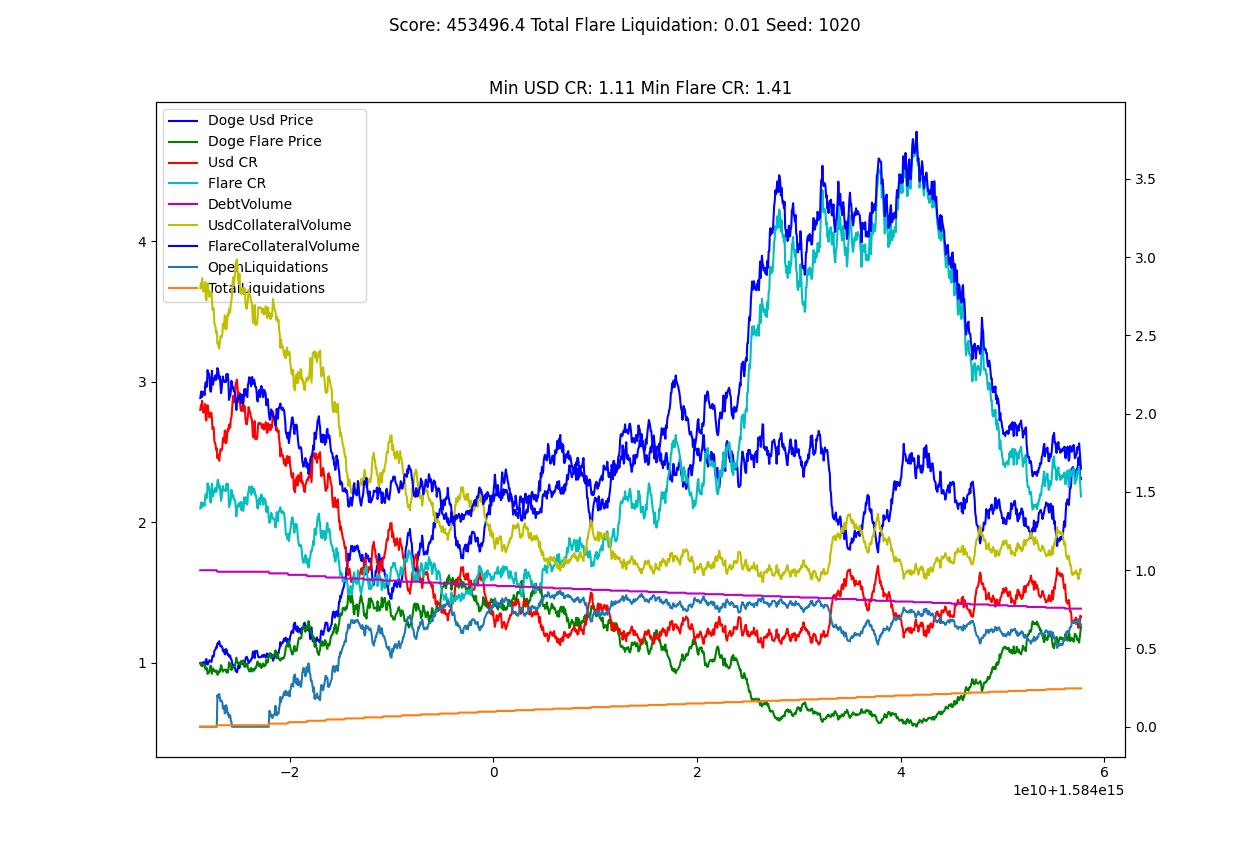 Score: 453496.4 Total Flare Liquidation: 0.01 Seed: 1020
Min USD CR: 1.11 Min Flare CR: 1.41
Doge Usd Price
Doge Flare Price
Usd CR
Flare CR
DebtVolume
UsdCollateralVolume
FlareCollateralVolume
OpenLiquidations
TotalLiquidations
4
3
2
1
3.5
3.0
2.5
2.0
1.5
1.0
0.5
0.0
−2
0
2
4
6
1e10+1.584e15